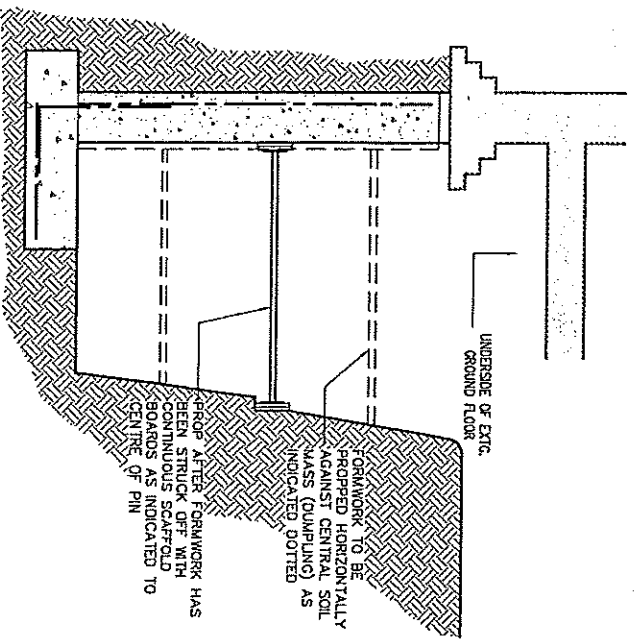 UNDERSIDE OF EXTG.
GROUND FLOOR
FORMWORK TO BE
PROPPED HORIZONTALLY
AGAINST CENTRAL SOIL
MASS (DUMPLING) AS
INDICATED DOTTED
PROP AFTER FORMWORK HAS
BEEN STRUCK OFF WITH
CONTINUOUS SCAFFOLD
BOARDS AS INDICATED TO
CENTRE OF PIN